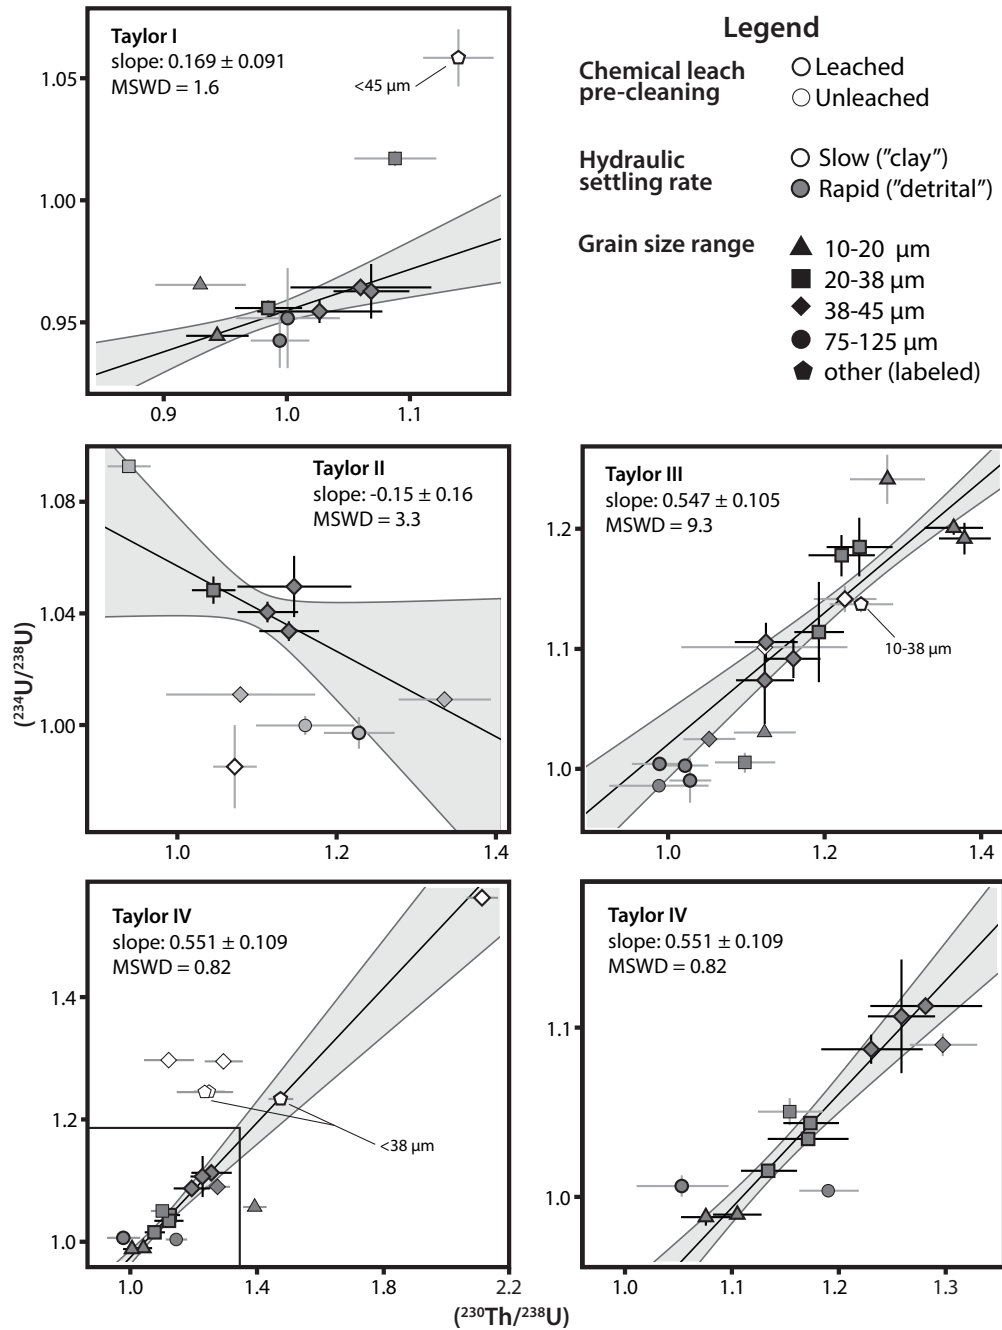 Taylor I
slope: 0.169 ± 0.091
MSWD = 1.6
<45 µm
1.05
1.00
0.95
0.9 1.0 1.1
Legend
Chemical leach
pre-cleaning
Leached
Unleached
Hydraulic
settling rate
Slow ("clay")
Rapid ("detrital")
Grain size range
10-20 µm
20-38 µm
38-45 µm
75-125 µm
other (labeled)
Taylor II
slope: -0.15 ± 0.16
MSWD = 3.3
1.08
1.04
1.00
1.0 1.2 1.4
(²³⁴U/²³⁸U)
Taylor III
slope: 0.547 ± 0.105
MSWD = 9.3
10-38 µm
1.2
1.1
1.0
1.0 1.2 1.4
Taylor IV
slope: 0.551 ± 0.109
MSWD = 0.82
<38 µm
1.4
1.2
1.0
1.0 1.4 1.8 2.2
Taylor IV
slope: 0.551 ± 0.109
MSWD = 0.82
1.1
1.0
1.0 1.1 1.2 1.3
(²³⁰Th/²³⁸U)